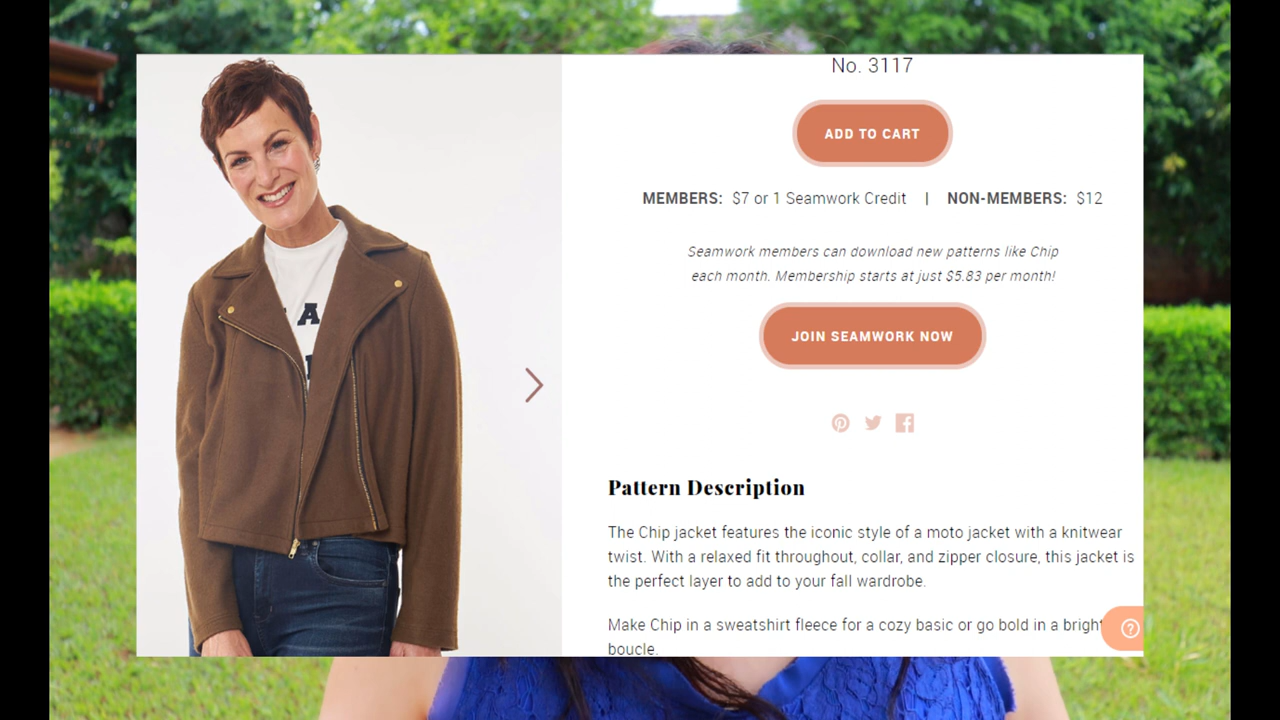 No. 3117
ADD TO CART
MEMBERS: $7 or 1 Seamwork Credit | NON-MEMBERS: $12
Seamwork members can download new patterns like Chip
each month. Membership starts at just $5.83 per month!
JOIN SEAMWORK NOW
Pattern Description
The Chip jacket features the iconic style of a moto jacket with a knitwear
twist. With a relaxed fit throughout, collar, and zipper closure, this jacket is
the perfect layer to add to your fall wardrobe.
Make Chip in a sweatshirt fleece for a cozy basic or go bold in a bright
boucle.